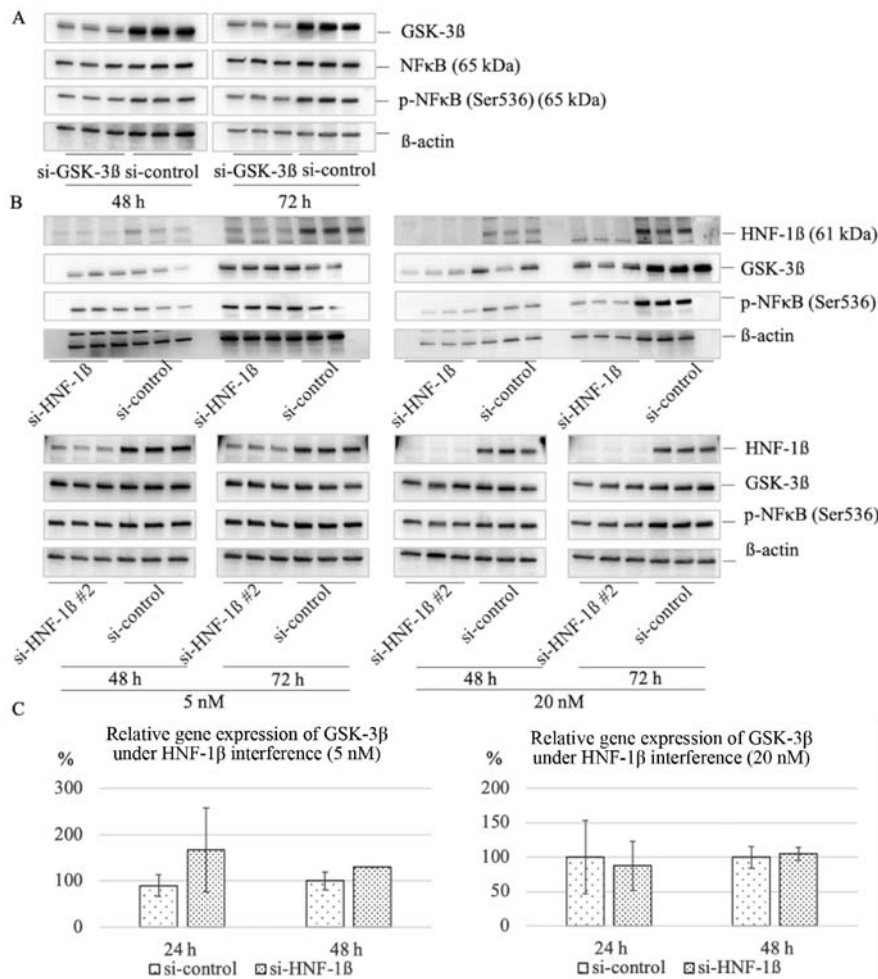 A
GSK-3ß
NFκB (65 kDa)
p-NFκB (Ser536) (65 kDa)
ß-actin
si-GSK-3ß si-control si-GSK-3ß si-control
48 h 72 h
B
HNF-1ß (61 kDa)
GSK-3ß
p-NFκB (Ser536)
ß-actin
si-HNF-1ß si-control si-HNF-1ß si-control si-HNF-1ß si-control si-HNF-1ß si-control
HNF-1ß
GSK-3ß
p-NFκB (Ser536)
ß-actin
si-HNF-1ß #2 si-control si-HNF-1ß #2 si-control si-HNF-1ß #2 si-control si-HNF-1ß #2 si-control
48 h 72 h 48 h 72 h
5 nM 20 nM
C
Relative gene expression of GSK-3β
under HNF-1β interference (5 nM)
%
300
200
100
0
24 h 48 h
si-control si-HNF-1ß
Relative gene expression of GSK-3β
under HNF-1β interference (20 nM)
%
200
150
100
50
0
24 h 48 h
si-control si-HNF-1ß